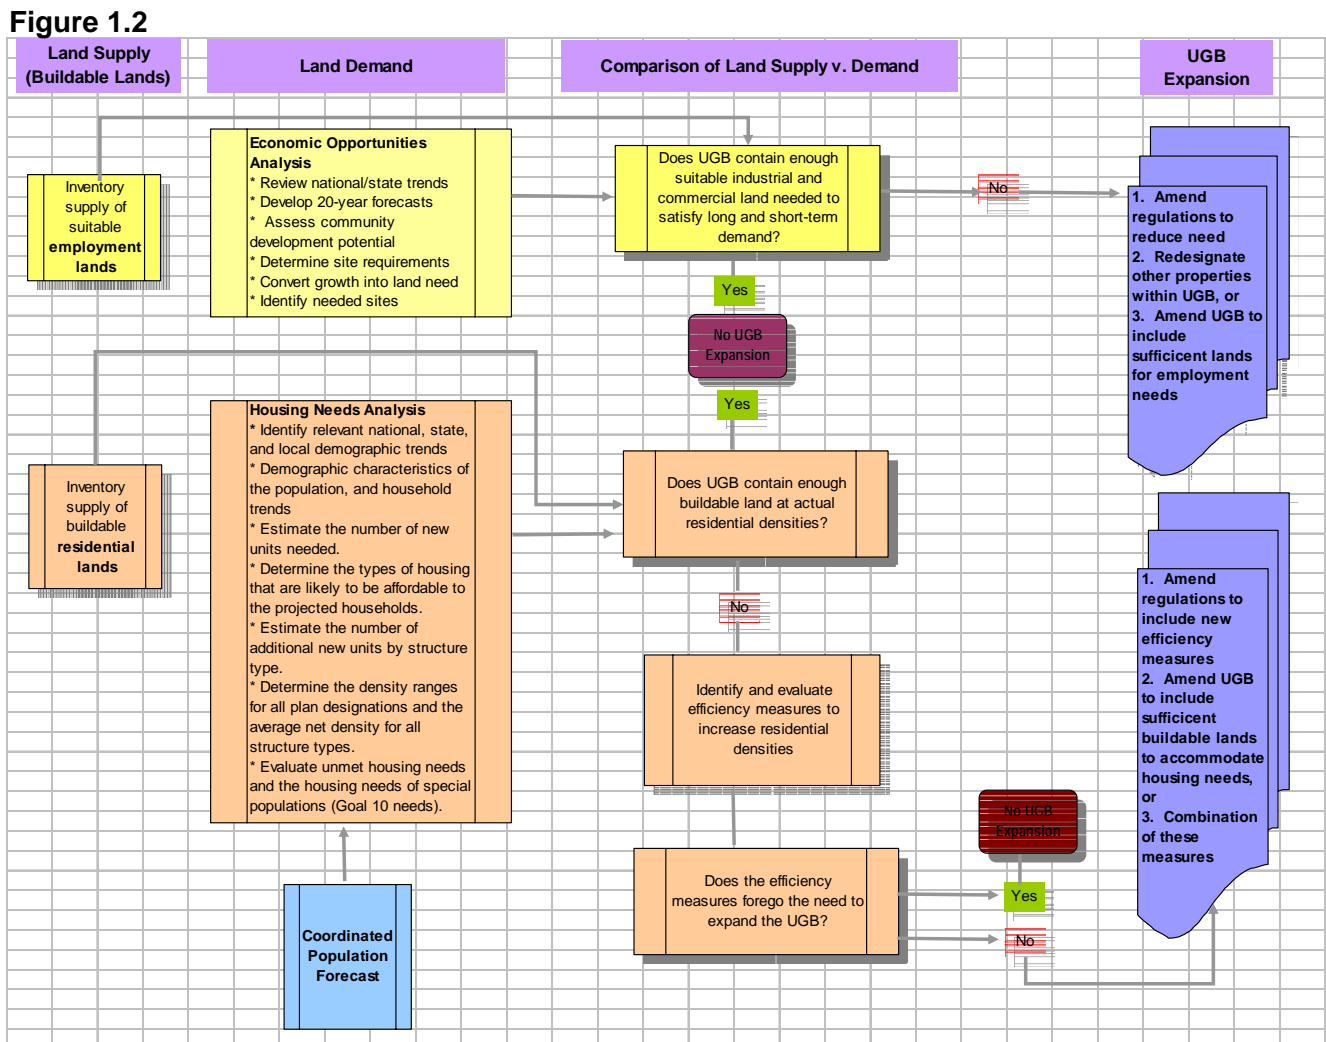 Figure 1.2
Land Supply
(Buildable Lands)
Land Demand
Comparison of Land Supply v. Demand
UGB
Expansion
Inventory
supply of
suitable
employment
lands
Economic Opportunities
Analysis
* Review national/state trends
* Develop 20-year forecasts
* Assess community
development potential
* Determine site requirements
* Convert growth into land need
* Identify needed sites
Does UGB contain enough
suitable industrial and
commercial land needed to
satisfy long and short-term
demand?
No
1. Amend
regulations to
reduce need
2. Redesignate
other properties
within UGB, or
3. Amend UGB to
include
sufficicent lands
for employment
needs
Yes
No UGB
Expansion
Yes
Inventory
supply of
buildable
residential
lands
Housing Needs Analysis
* Identify relevant national, state,
and local demographic trends
* Demographic characteristics of
the population, and household
trends
* Estimate the number of new
units needed.
* Determine the types of housing
that are likely to be affordable to
the projected households.
* Estimate the number of
additional new units by structure
type.
* Determine the density ranges
for all plan designations and the
average net density for all
structure types.
* Evaluate unmet housing needs
and the housing needs of special
populations (Goal 10 needs).
Does UGB contain enough
buildable land at actual
residential densities?
No
Identify and evaluate
efficiency measures to
increase residential
densities
1. Amend
regulations to
include new
efficiency
measures
2. Amend UGB
to include
sufficicent
buildable lands
to accommodate
housing needs,
or
3. Combination
of these
measures
No UGB
Expansion
Does the efficiency
measures forego the need to
expand the UGB?
Yes
No
Coordinated
Population
Forecast